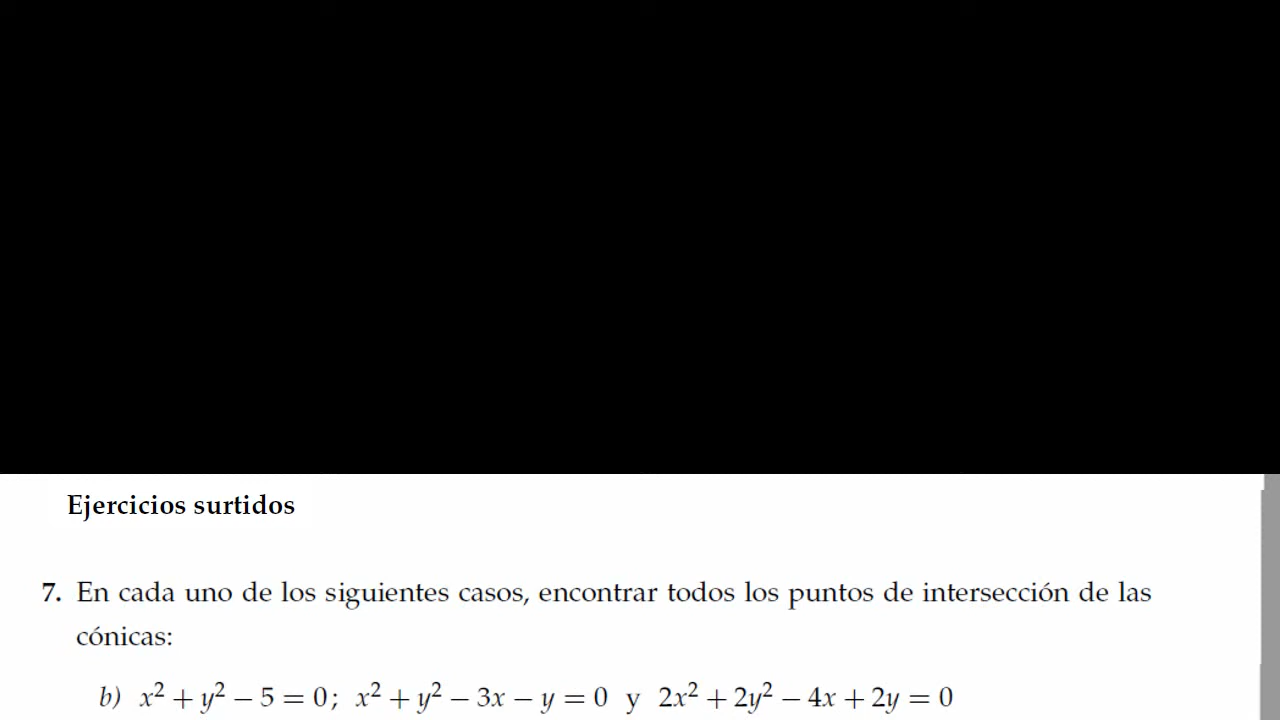 Ejercicios surtidos
7. En cada uno de los siguientes casos, encontrar todos los puntos de intersección de las
cónicas:
b) x² + y² − 5 = 0; x² + y² − 3x − y = 0 y 2x² + 2y² − 4x + 2y = 0